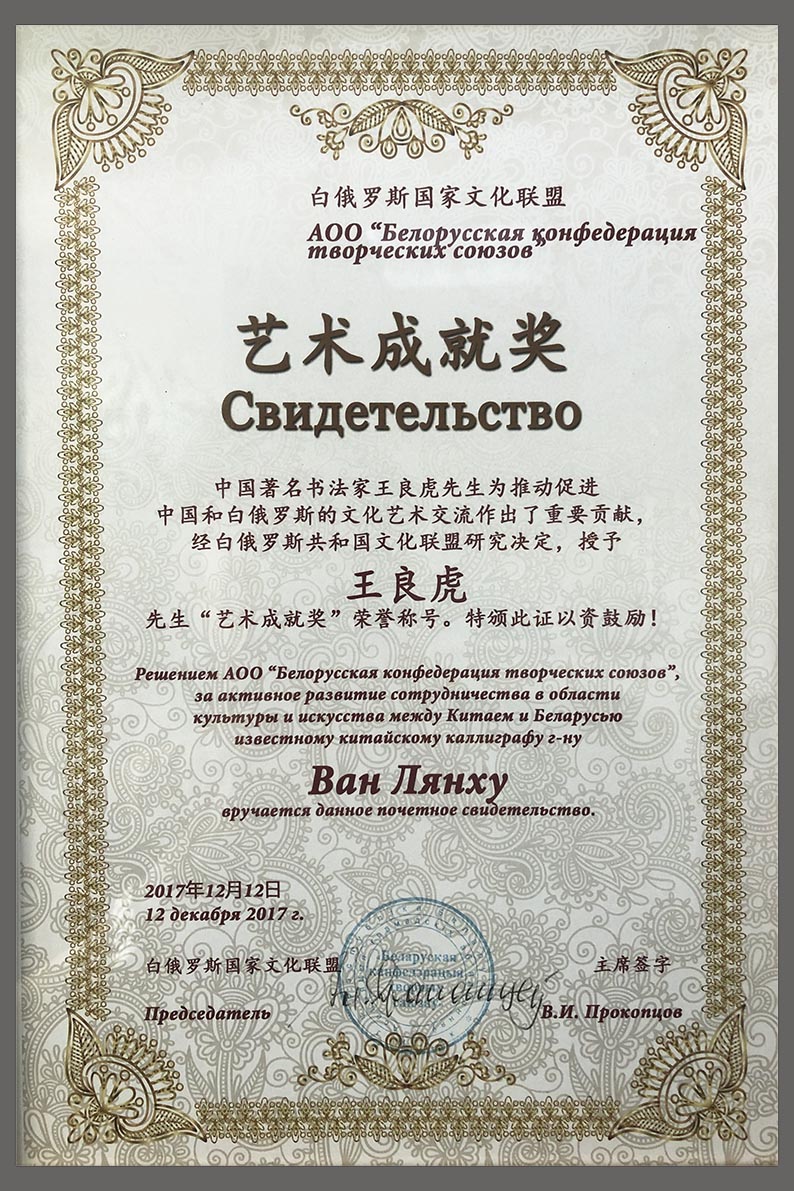 白俄罗斯国家文化联盟
АОО “Белорусская конфедерация
творческих союзов”
艺术成就奖
Свидетельство
中国著名书法家王良虎先生为推动促进
中国和白俄罗斯的文化艺术交流作出了重要贡献，
经白俄罗斯共和国文化联盟研究决定，授予
王良虎
先生“艺术成就奖”荣誉称号。特颁此证以资鼓励！
Решением АОО “Белорусская конфедерация творческих союзов”,
за активное развитие сотрудничества в области
культуры и искусства между Китаем и Беларусью
известному китайскому каллиграфу г-ну
Ван Лянху
вручается данное почетное свидетельство.
2017年12月12日
12 декабря 2017 г.
白俄罗斯国家文化联盟
主席签字
Беларуская
канфедэрацыя
творчых
саюзаў
Председатель
В.И. Прокопцов